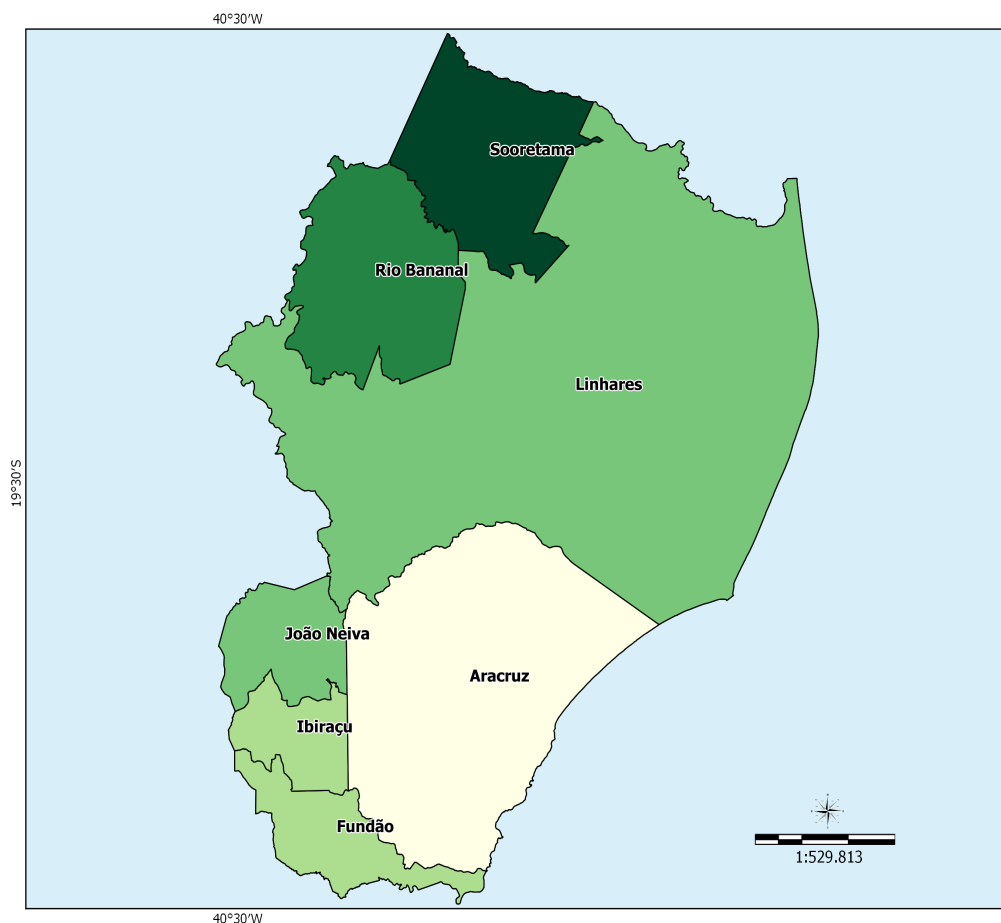 40°30'W
Sooretama
Rio Bananal
Linhares
19°30'S
João Neiva
Aracruz
Ibiraçu
Fundão
1:529.813
40°30'W